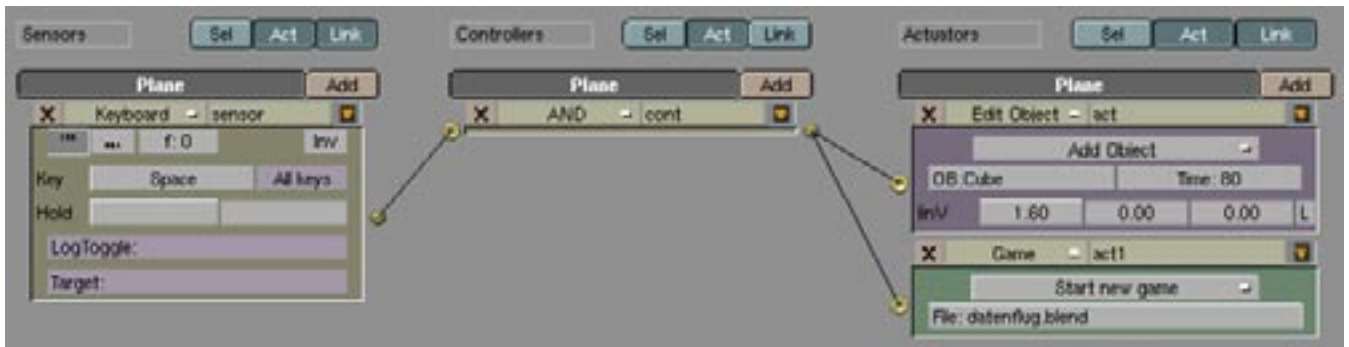 Sensors Sel Act Link Controllers Sel Act Link Actuators Sel Act Link
Plane Add Plane Add Plane Add
X Keyboard sensor X AND cont X Edit Object act
f: 0 Inv Add Object
Key Space All keys OB:Cube Time: 80
Hold linV 1.60 0.00 0.00 L
LogToggle: X Game act1
Target: Start new game
File: datenflug.blend